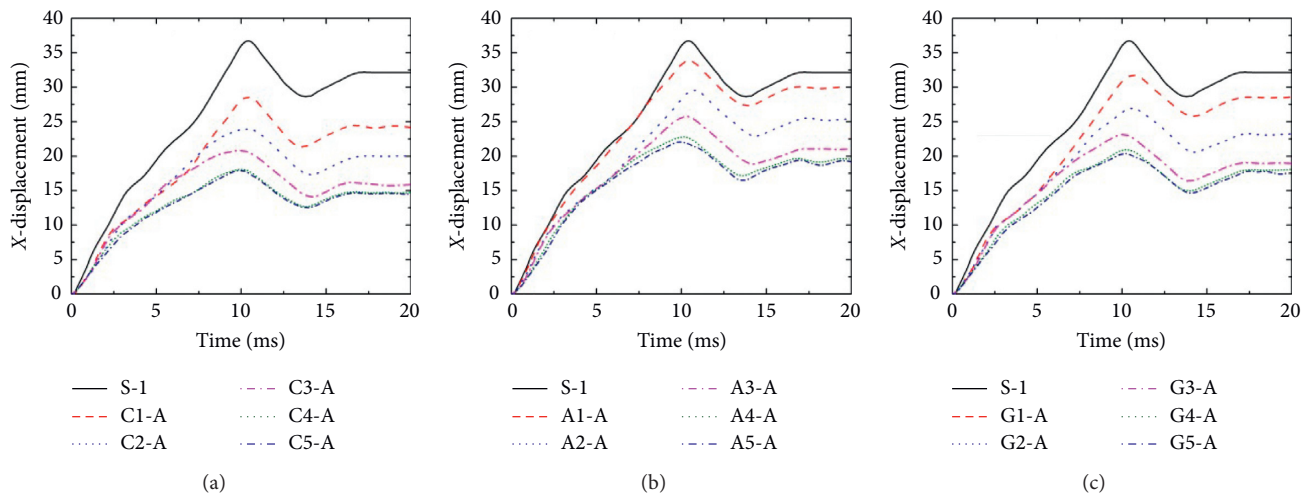 40
35
30
25
20
15
10
5
0
X-displacement (mm)
0 5 10 15 20
Time (ms)
S-1 C3-A
C1-A C4-A
C2-A C5-A
(a)
40
35
30
25
20
15
10
5
0
X-displacement (mm)
0 5 10 15 20
Time (ms)
S-1 A3-A
A1-A A4-A
A2-A A5-A
(b)
40
35
30
25
20
15
10
5
0
X-displacement (mm)
0 5 10 15 20
Time (ms)
S-1 G3-A
G1-A G4-A
G2-A G5-A
(c)